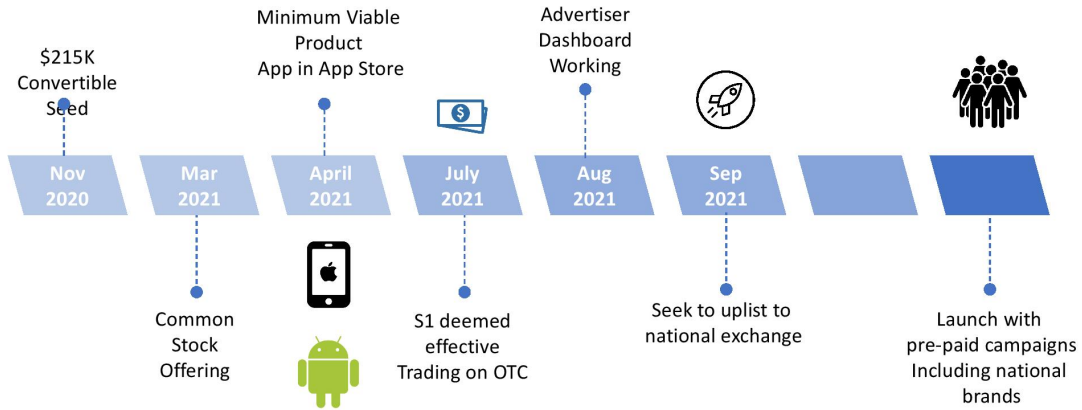 $215K
Convertible
Seed
Minimum Viable
Product
App in App Store
Advertiser
Dashboard
Working
$
Nov
2020
Mar
2021
April
2021
July
2021
Aug
2021
Sep
2021
Common
Stock
Offering
S1 deemed
effective
Trading on OTC
Seek to uplist to
national exchange
Launch with
pre-paid campaigns
Including national
brands